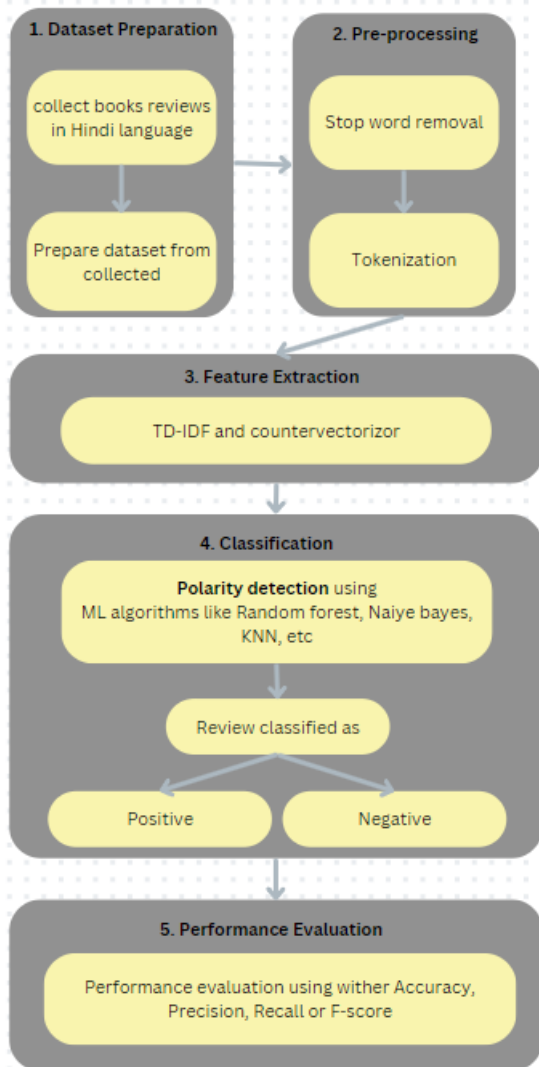 1. Dataset Preparation
collect books reviews
in Hindi language
Prepare dataset from
collected
2. Pre-processing
Stop word removal
Tokenization
3. Feature Extraction
TD-IDF and countervectorizor
4. Classification
Polarity detection using
ML algorithms like Random forest, Naiye bayes,
KNN, etc
Review classified as
Positive
Negative
5. Performance Evaluation
Performance evaluation using wither Accuracy,
Precision, Recall or F-score